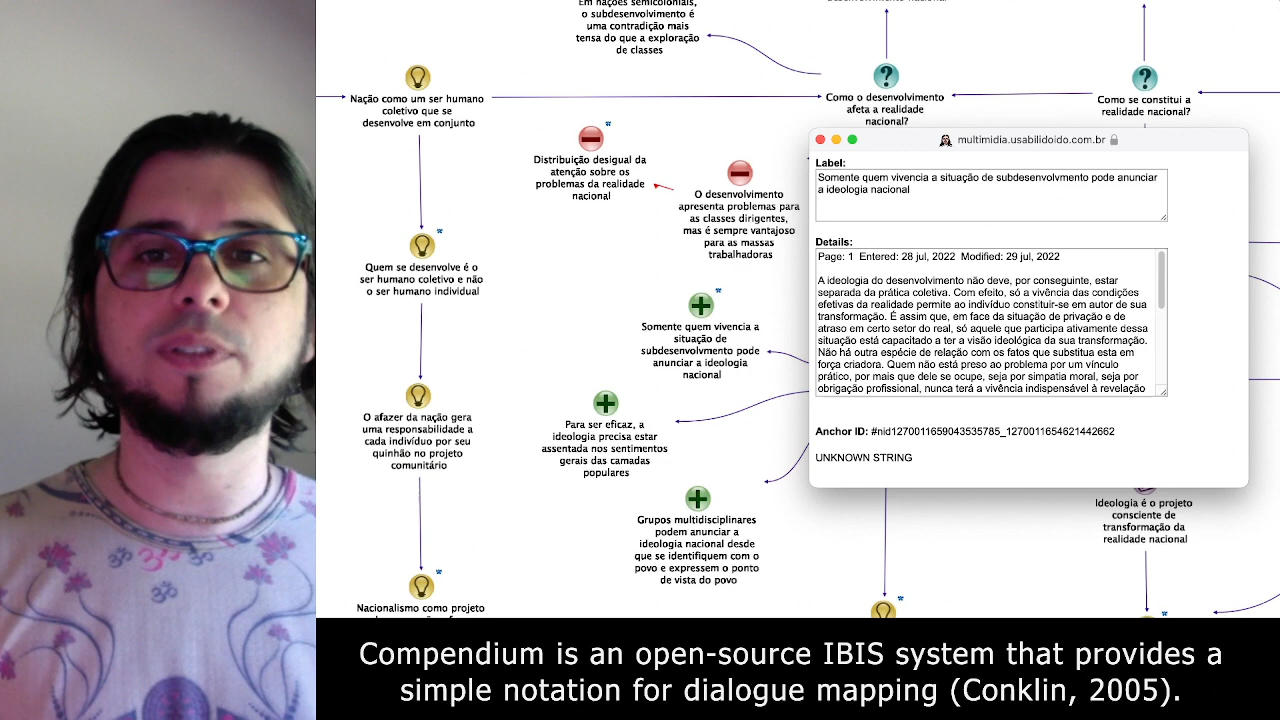 Em nações semicoloniais,
o subdesenvolvimento é
uma contradição mais
tensa do que a exploração
de classes
Nação como um ser humano
coletivo que se
desenvolve em conjunto
Como o desenvolvimento
afeta a realidade
nacional?
Como se constitui a
realidade nacional?
Distribuição desigual da
atenção sobre os
problemas da realidade
nacional
O desenvolvimento
apresenta problemas para
as classes dirigentes,
mas é sempre vantajoso
para as massas
trabalhadoras
Quem se desenvolve é o
ser humano coletivo e não
o ser humano individual
Somente quem vivencia a
situação de
subdesenvolvmento pode
anunciar a ideologia
nacional
O afazer da nação gera
uma responsabilidade a
cada indivíduo por seu
quinhão no projeto
comunitário
Para ser eficaz, a
ideologia precisa estar
assentada nos sentimentos
gerais das camadas
populares
Grupos multidisciplinares
podem anunciar a
ideologia nacional desde
que se identifiquem com o
povo e expressem o ponto
de vista do povo
Nacionalismo como projeto
multimidia.usabilidoido.com.br
Label:
Somente quem vivencia a situação de subdesenvolvmento pode anunciar
a ideologia nacional
Details:
Page: 1 Entered: 28 jul, 2022 Modified: 29 jul, 2022
A ideologia do desenvolvimento não deve, por conseguinte, estar
separada da prática coletiva. Com efeito, só a vivência das condições
efetivas da realidade permite ao indivíduo constituir-se em autor de sua
transformação. É assim que, em face da situação de privação e de
atraso em certo setor do real, só aquele que participa ativamente dessa
situação está capacitado a ter a visão ideológica da sua transformação.
Não há outra espécie de relação com os fatos que substitua esta em
força criadora. Quem não está preso ao problema por um vínculo
prático, por mais que dele se ocupe, seja por simpatia moral, seja por
obrigação profissional, nunca terá a vivência indispensável à revelação
Anchor ID: #nid1270011659043535785_1270011654621442662
UNKNOWN STRING
Ideologia é o projeto
consciente de
transformação da
realidade nacional
Compendium is an open-source IBIS system that provides a
simple notation for dialogue mapping (Conklin, 2005).